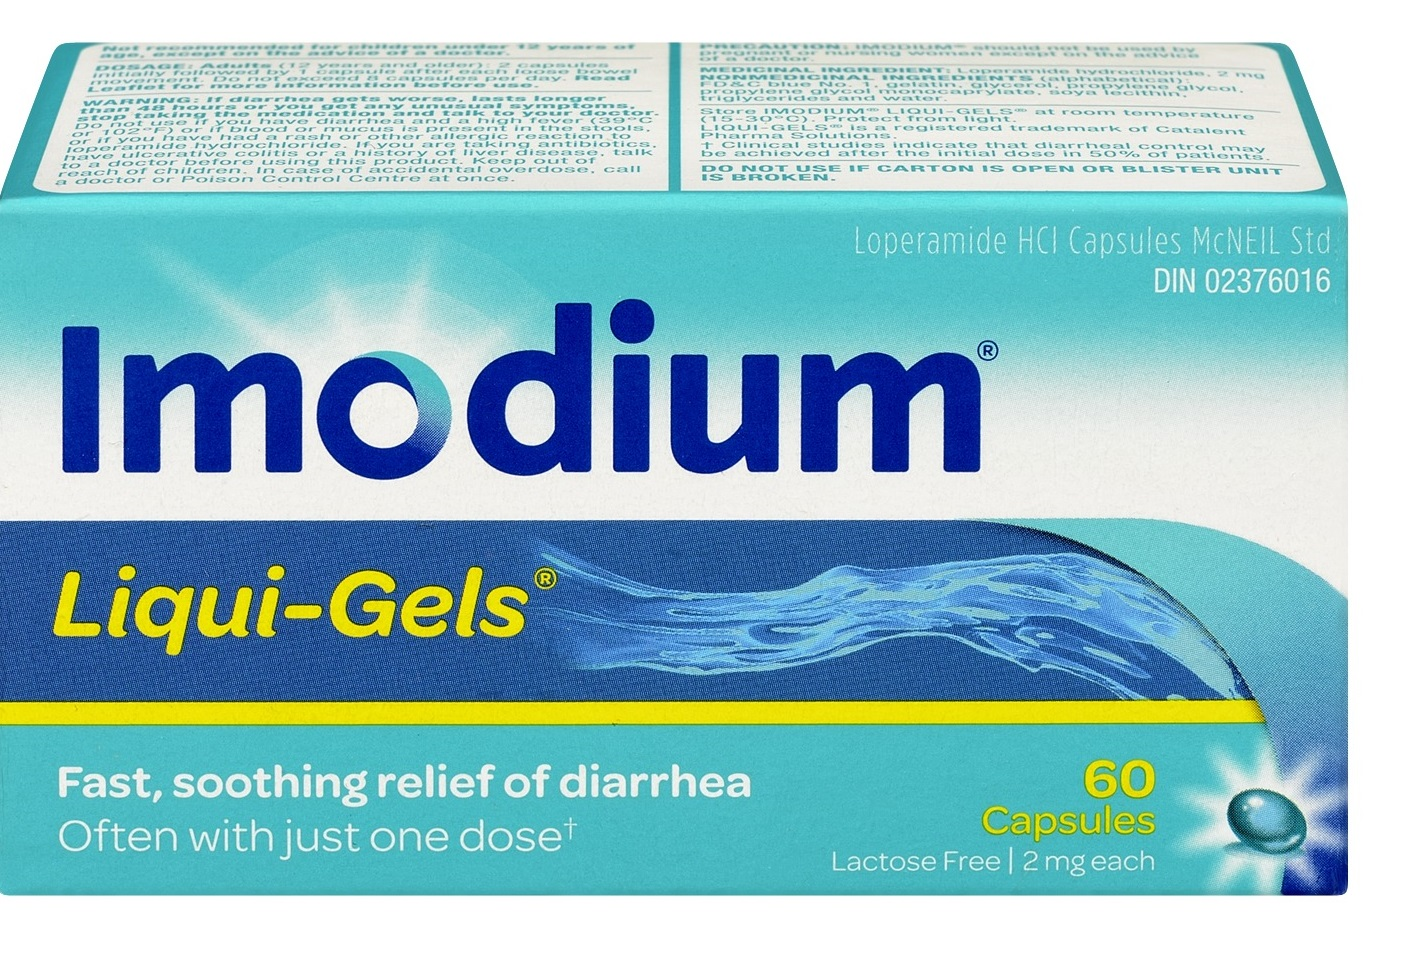 Not recommended for children under 12 years of
age, except on the advice of a doctor.
DOSAGE: Adults (12 years and older): 2 capsules
initially followed by 1 capsule after each loose bowel
movement. Do not exceed 8 capsules per day. Read
Leaflet for more information before use.
WARNING: If diarrhea gets worse, lasts longer
than 48 hours or you get any unusual symptoms,
stop taking the medication and talk to your doctor.
Do not use if you have diarrhea and a high fever (39°C
or 102°F) or if blood or mucus is present in the stools,
or if you have had a rash or other allergic reaction to
loperamide hydrochloride. If you are taking antibiotics,
have ulcerative colitis or a history of liver disease, talk
to a doctor before using this product. Keep out of
reach of children. In case of accidental overdose, call
a doctor or Poison Control Centre at once.
PRECAUTION: IMODIUM® should not be used by
pregnant or nursing women except on the advice
of a doctor.
MEDICINAL INGREDIENT: Loperamide hydrochloride, 2 mg
NONMEDICINAL INGREDIENTS (alphabetical):
FD&C blue No. 1, gelatin, glycerol, propylene glycol,
propylene glycol monocaprylate, soya lecithin,
triglycerides and water.
Store IMODIUM® LIQUI-GELS® at room temperature
(15-30°C). Protect from light.
LIQUI-GELS® is a registered trademark of Catalent
Pharma Solutions.
† Clinical studies indicate that diarrheal control may
be achieved after the initial dose in 50% of patients.
DO NOT USE IF CARTON IS OPEN OR BLISTER UNIT
IS BROKEN.
Loperamide HCl Capsules McNEIL Std
DIN 02376016
Imodium®
Liqui-Gels®
Fast, soothing relief of diarrhea
Often with just one dose†
60
Capsules
Lactose Free | 2 mg each